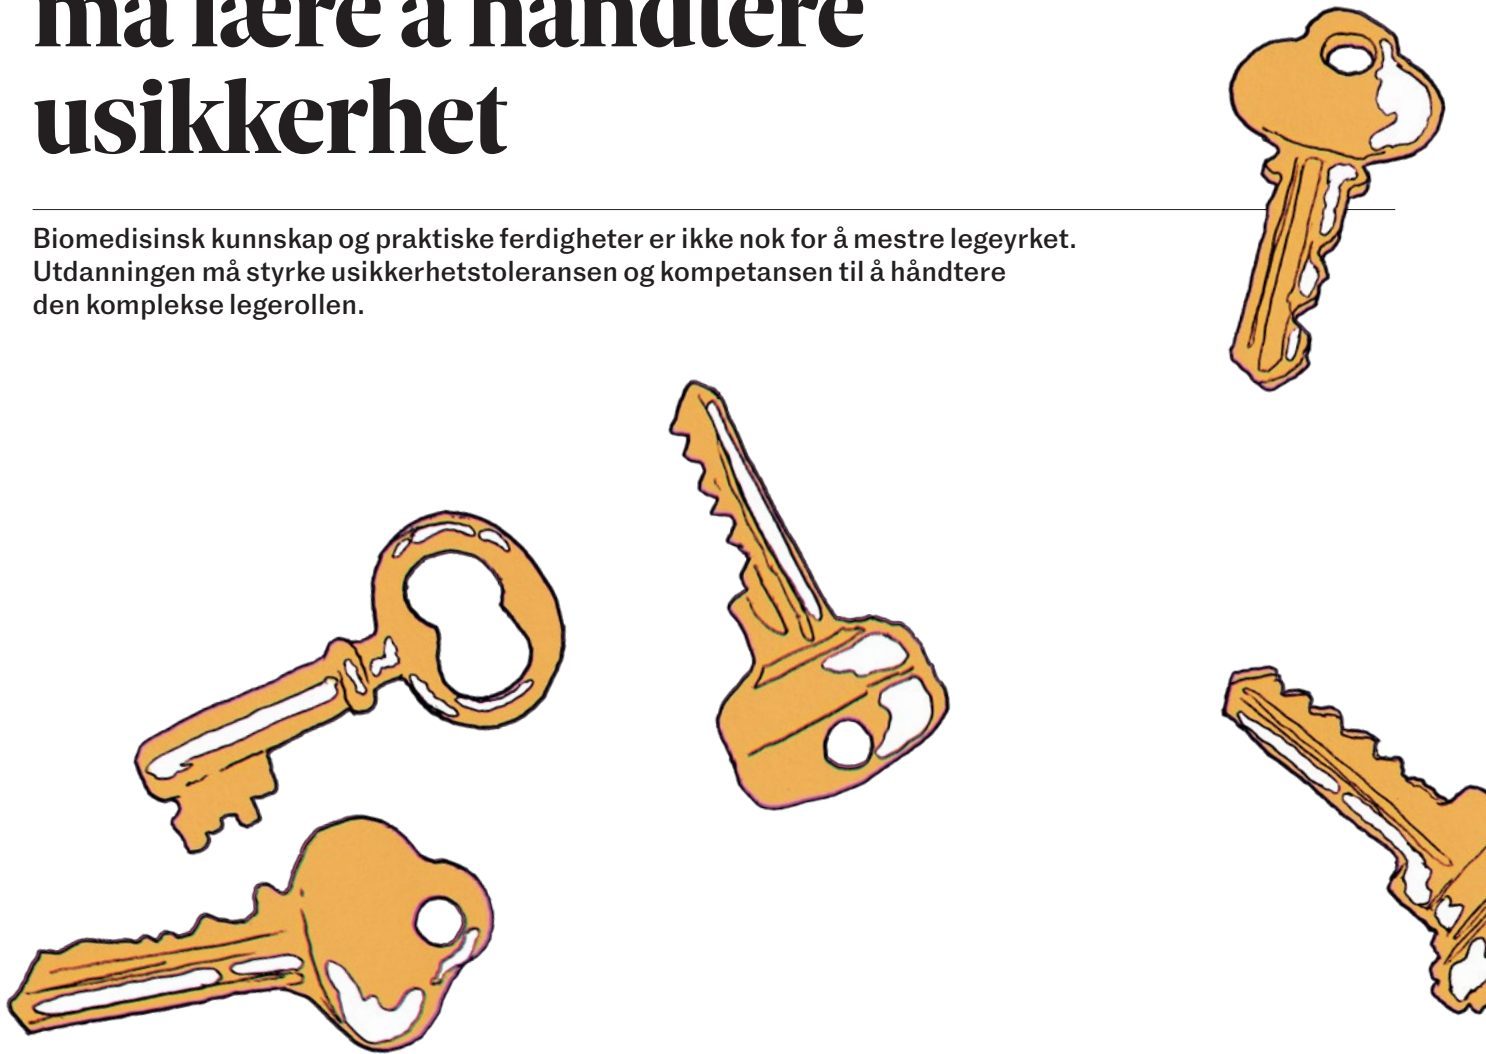 må lære å håndtere
usikkerhet
Biomedisinsk kunnskap og praktiske ferdigheter er ikke nok for å mestre legeyrket.
Utdanningen må styrke usikkerhetstoleransen og kompetansen til å håndtere
den komplekse legerollen.